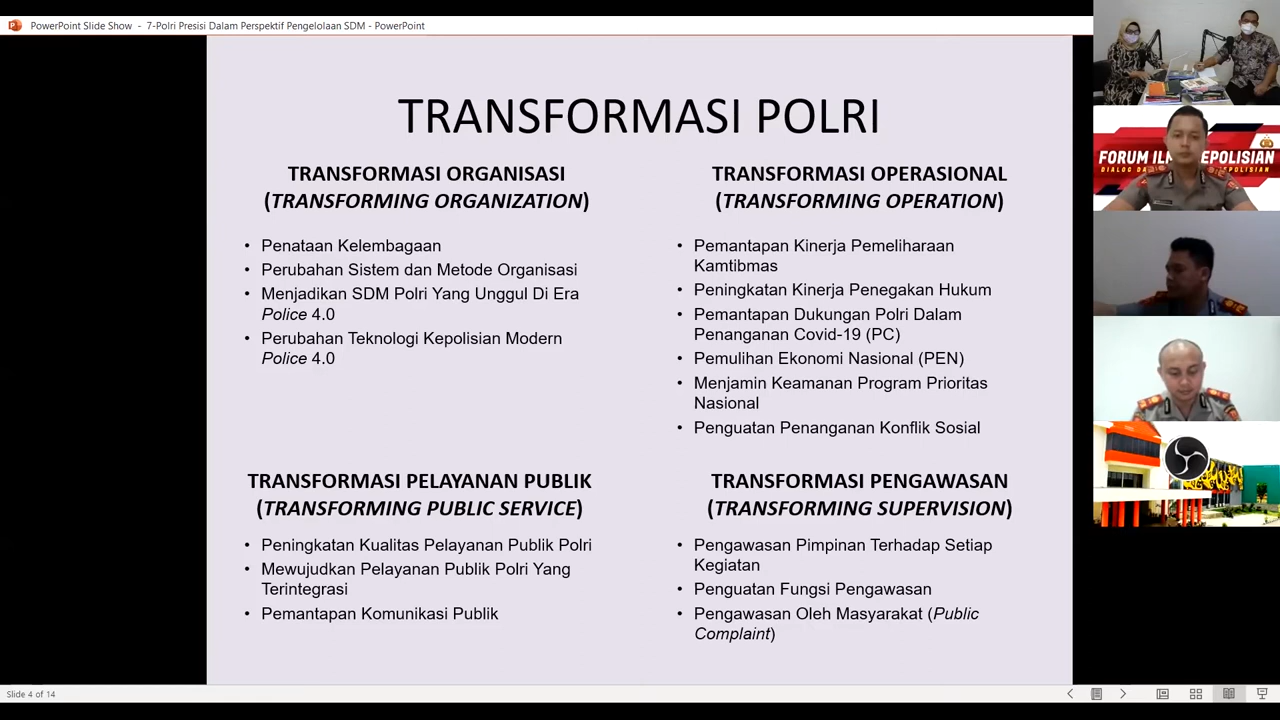 PowerPoint Slide Show - 7-Polri Presisi Dalam Perspektif Pengelolaan SDM - PowerPoint
TRANSFORMASI POLRI
TRANSFORMASI ORGANISASI
(TRANSFORMING ORGANIZATION)
• Penataan Kelembagaan
• Perubahan Sistem dan Metode Organisasi
• Menjadikan SDM Polri Yang Unggul Di Era
Police 4.0
• Perubahan Teknologi Kepolisian Modern
Police 4.0
TRANSFORMASI OPERASIONAL
(TRANSFORMING OPERATION)
• Pemantapan Kinerja Pemeliharaan
Kamtibmas
• Peningkatan Kinerja Penegakan Hukum
• Pemantapan Dukungan Polri Dalam
Penanganan Covid-19 (PC)
• Pemulihan Ekonomi Nasional (PEN)
• Menjamin Keamanan Program Prioritas
Nasional
• Penguatan Penanganan Konflik Sosial
TRANSFORMASI PELAYANAN PUBLIK
(TRANSFORMING PUBLIC SERVICE)
• Peningkatan Kualitas Pelayanan Publik Polri
• Mewujudkan Pelayanan Publik Polri Yang
Terintegrasi
• Pemantapan Komunikasi Publik
TRANSFORMASI PENGAWASAN
(TRANSFORMING SUPERVISION)
• Pengawasan Pimpinan Terhadap Setiap
Kegiatan
• Penguatan Fungsi Pengawasan
• Pengawasan Oleh Masyarakat (Public
Complaint)
FORUM IL EPOLISIAN
DIALOG DA EPOLISIAN
Slide 4 of 14